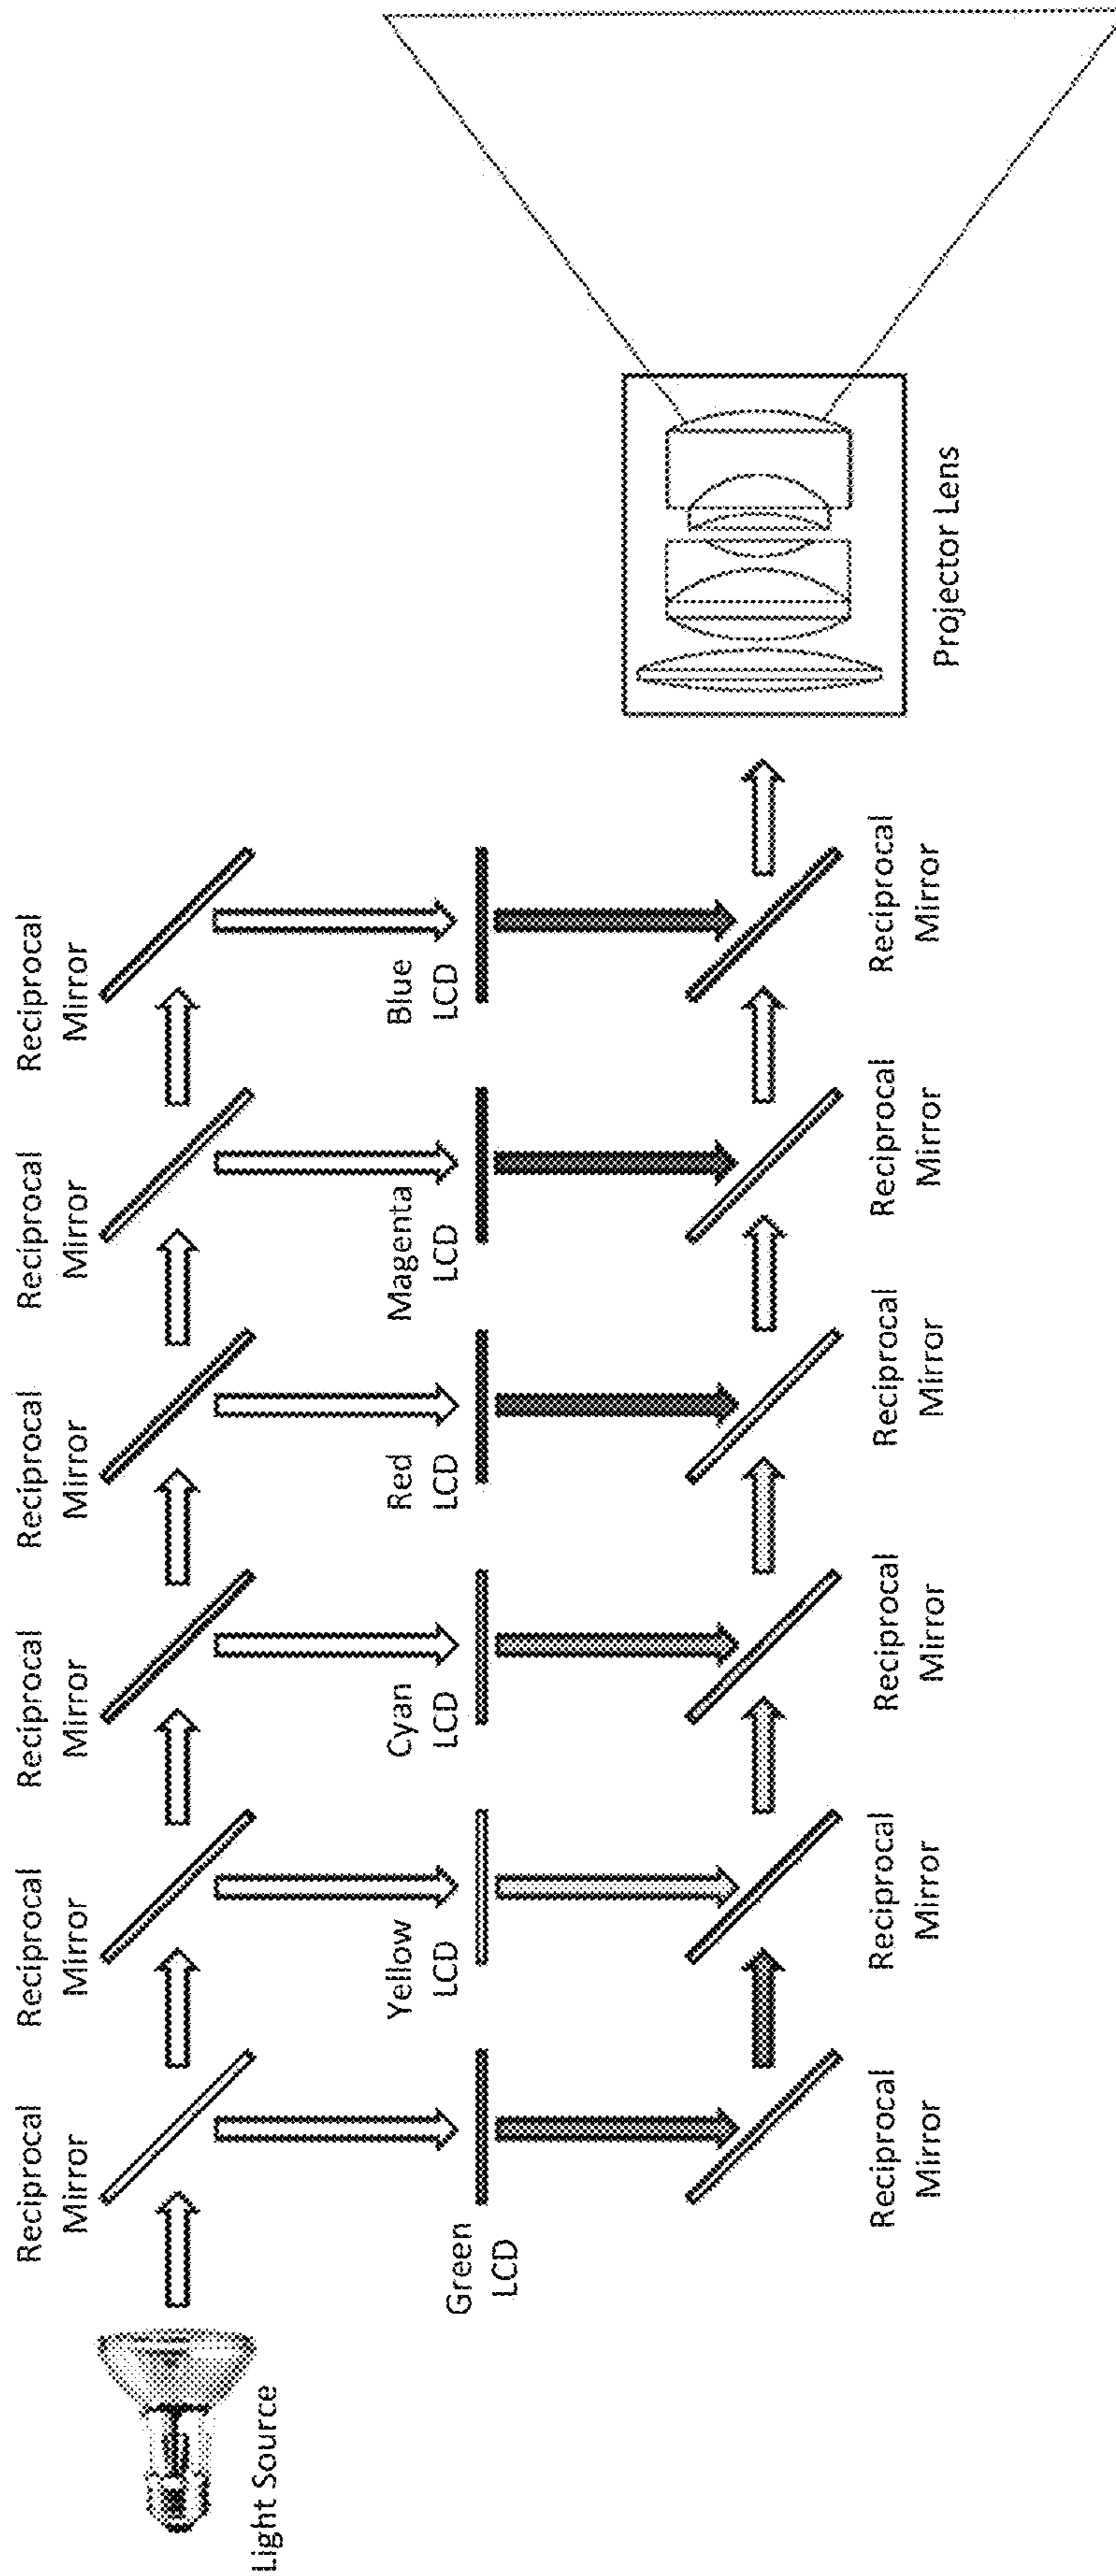 Reciprocal
Mirror
Reciprocal
Mirror
Reciprocal
Mirror
Reciprocal
Mirror
Reciprocal
Mirror
Reciprocal
Mirror
Light Source
Green
LCD
Yellow
LCD
Cyan
LCD
Red
LCD
Magenta
LCD
Blue
LCD
Reciprocal
Mirror
Reciprocal
Mirror
Reciprocal
Mirror
Reciprocal
Mirror
Reciprocal
Mirror
Reciprocal
Mirror
Projector Lens